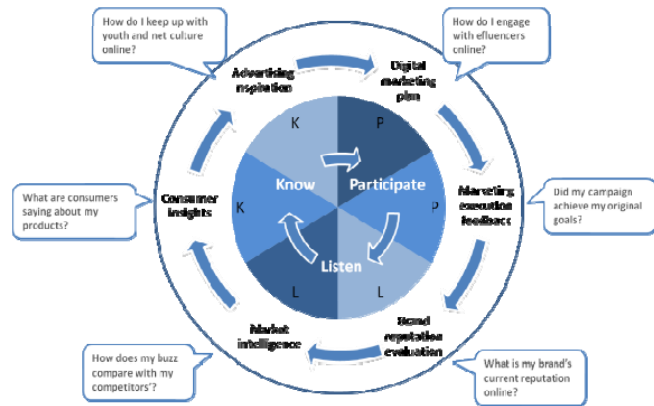 How do I keep up with
youth and net culture
online?
How do I engage
with efluencers
online?
Advertising
nspiration
Digital
marketing
plan
K
P
Know
Participate
What are consumers
saying about my
products?
Consumer
insights
K
P
Marketing
execution
feedback
Did my campaign
achieve my original
goals?
Listen
L
L
Market
intelligence
Brand
reputation
evaluation
How does my buzz
compare with my
competitors'?
What is my brand's
current reputation
online?